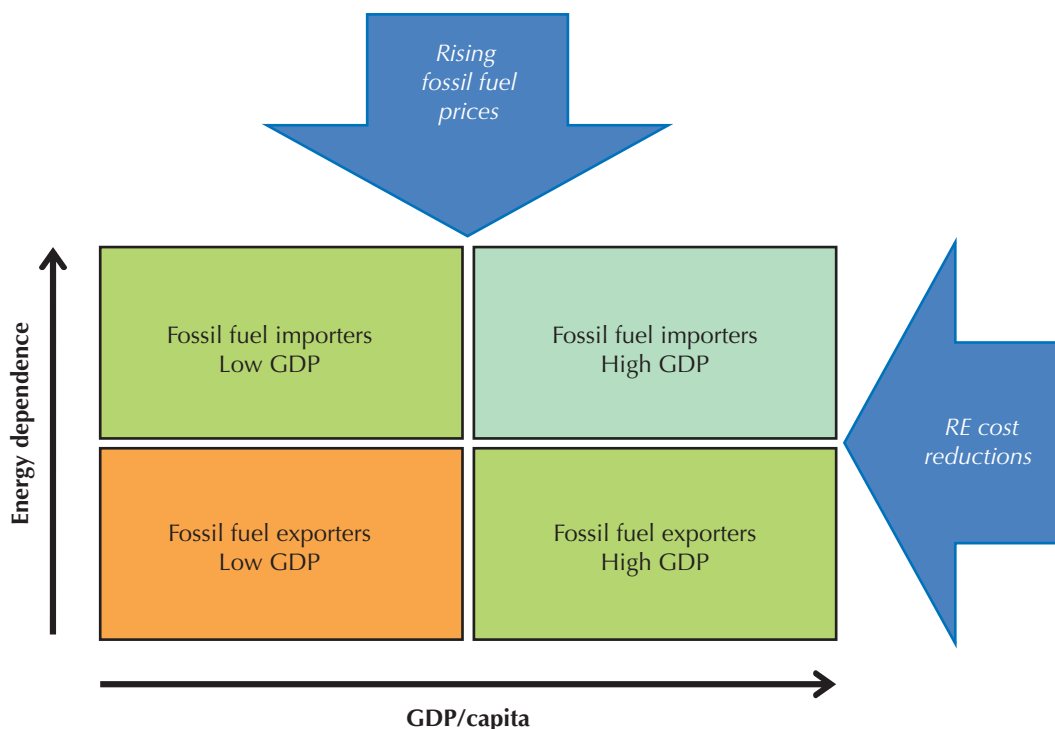 Rising
fossil fuel
prices
Fossil fuel importers
Low GDP
Fossil fuel importers
High GDP
Energy dependence
RE cost
reductions
Fossil fuel exporters
Low GDP
Fossil fuel exporters
High GDP
GDP/capita